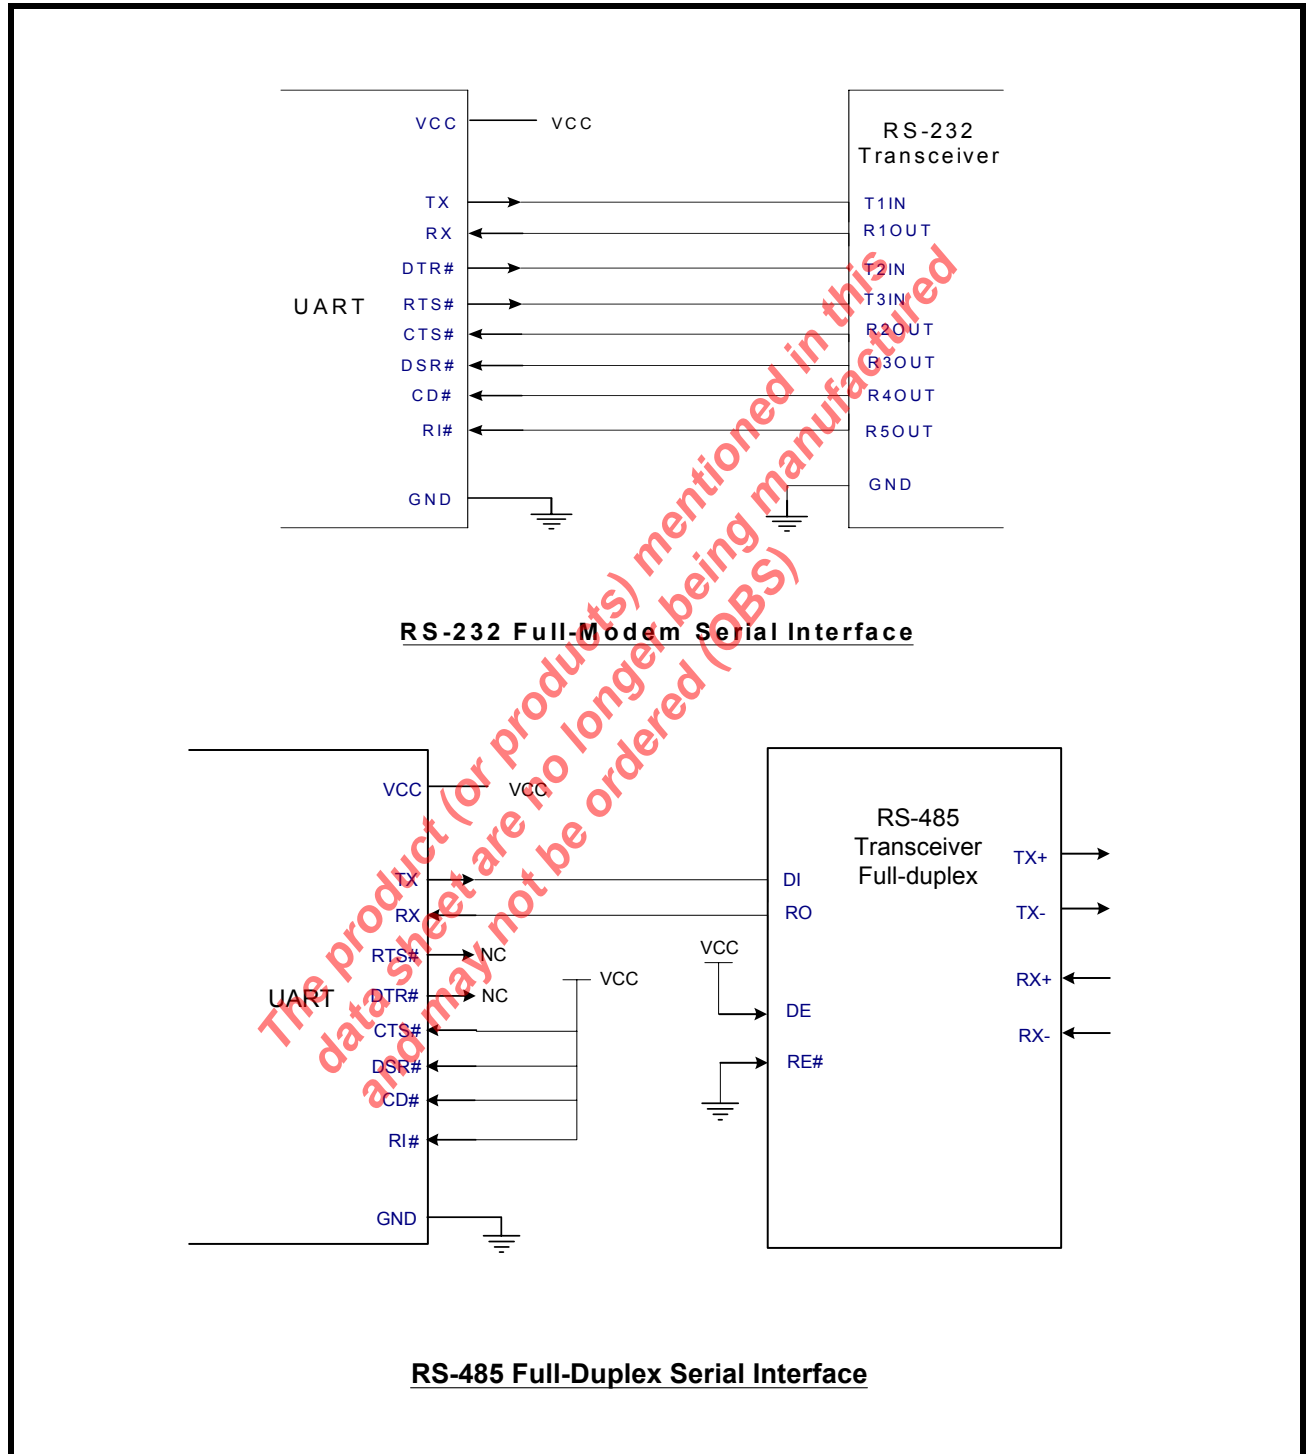 VCC
VCC
RS-232
Transceiver
TX
T1IN
RX
R1OUT
DTR#
T2IN
UART
RTS#
T3IN
CTS#
R2OUT
DSR#
R3OUT
CD#
R4OUT
RI#
R5OUT
GND
GND
RS-232 Full-Modem Serial Interface
The product (or products) mentioned in this
data sheet are no longer being manufactured
and may not be ordered (OBS)
VCC
VCC
RS-485
Transceiver
Full-duplex
TX+
TX
DI
RX
RO
TX-
RTS#
NC
VCC
VCC
RX+
UART
DTR#
NC
DE
CTS#
RX-
DSR#
RE#
CD#
RI#
GND
RS-485 Full-Duplex Serial Interface